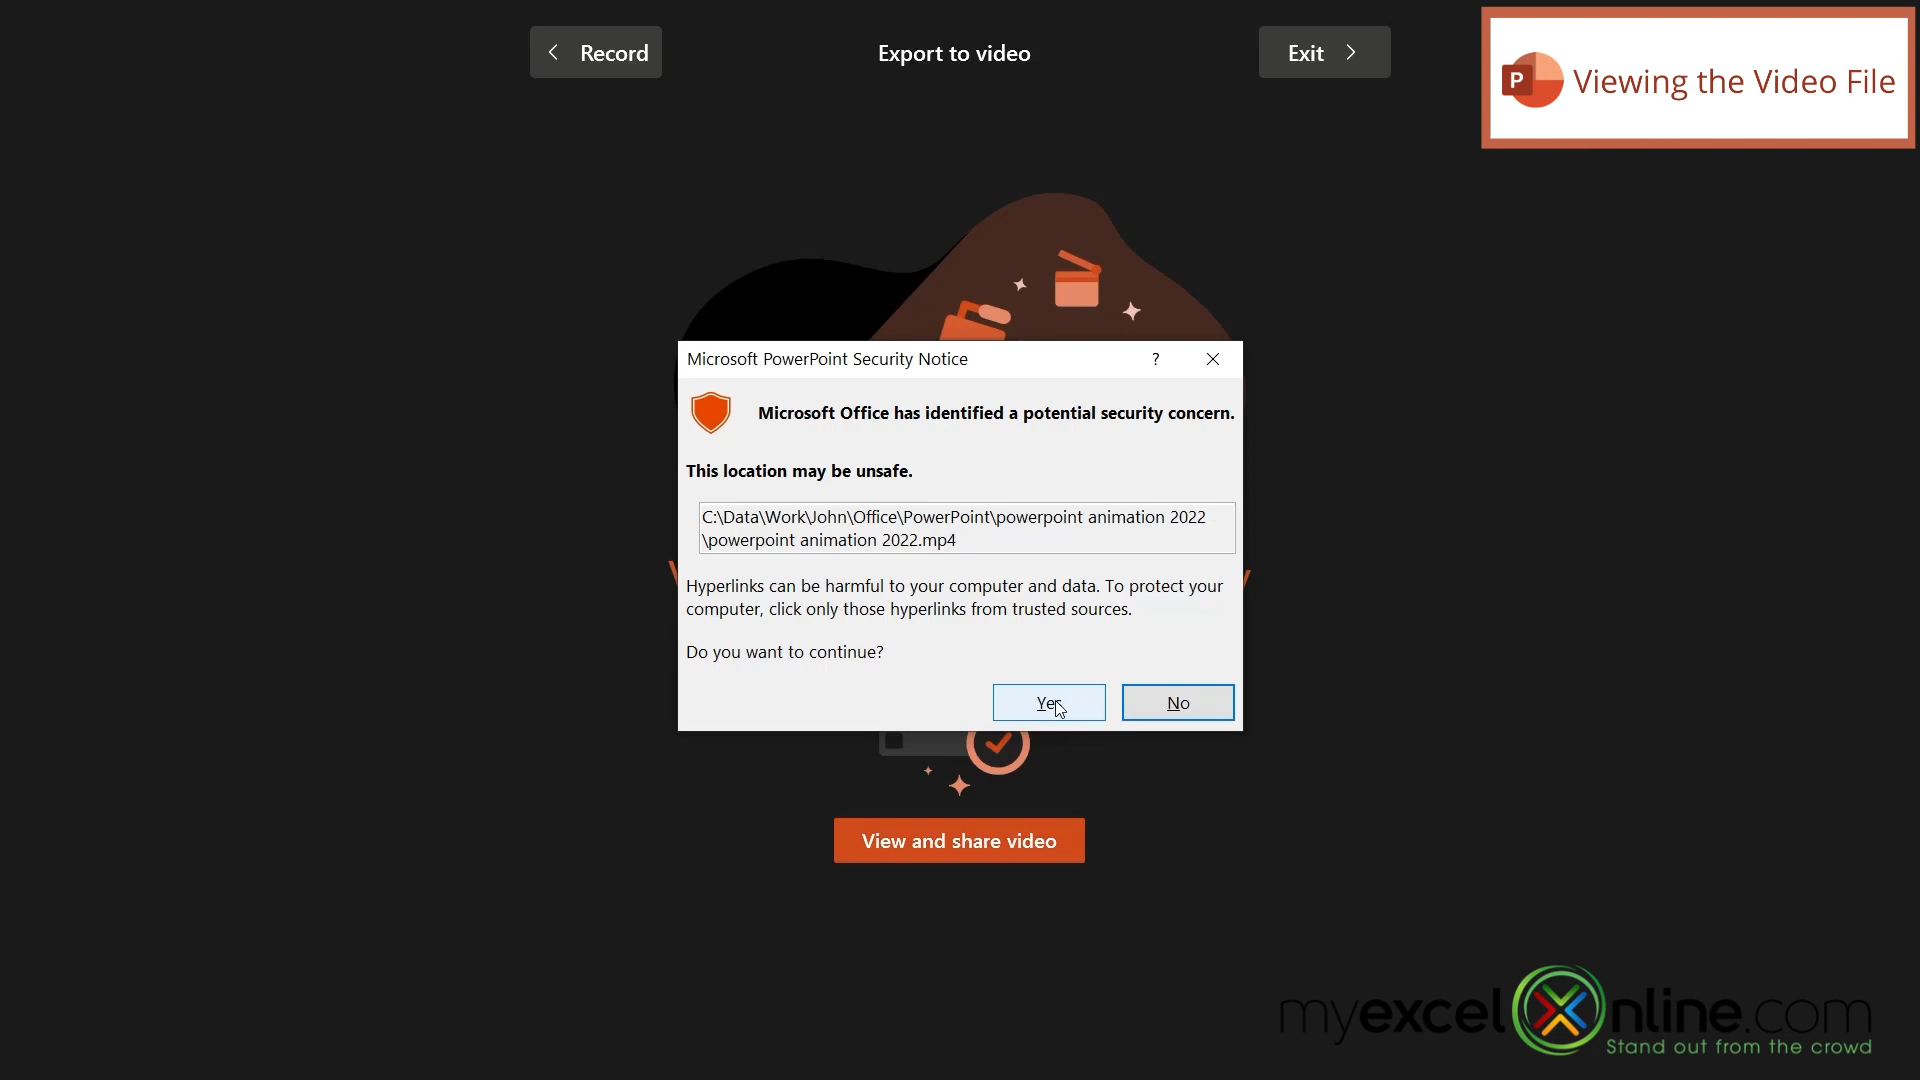 Record
Export to video
Exit
P
Viewing the Video File
Microsoft PowerPoint Security Notice
?
Microsoft Office has identified a potential security concern.
This location may be unsafe.
C:\Data\Work\John\Office\PowerPoint\powerpoint animation 2022
\powerpoint animation 2022.mp4
Hyperlinks can be harmful to your computer and data. To protect your
computer, click only those hyperlinks from trusted sources.
Do you want to continue?
Yes
No
View and share video
myexcelOnline.com
Stand out from the crowd